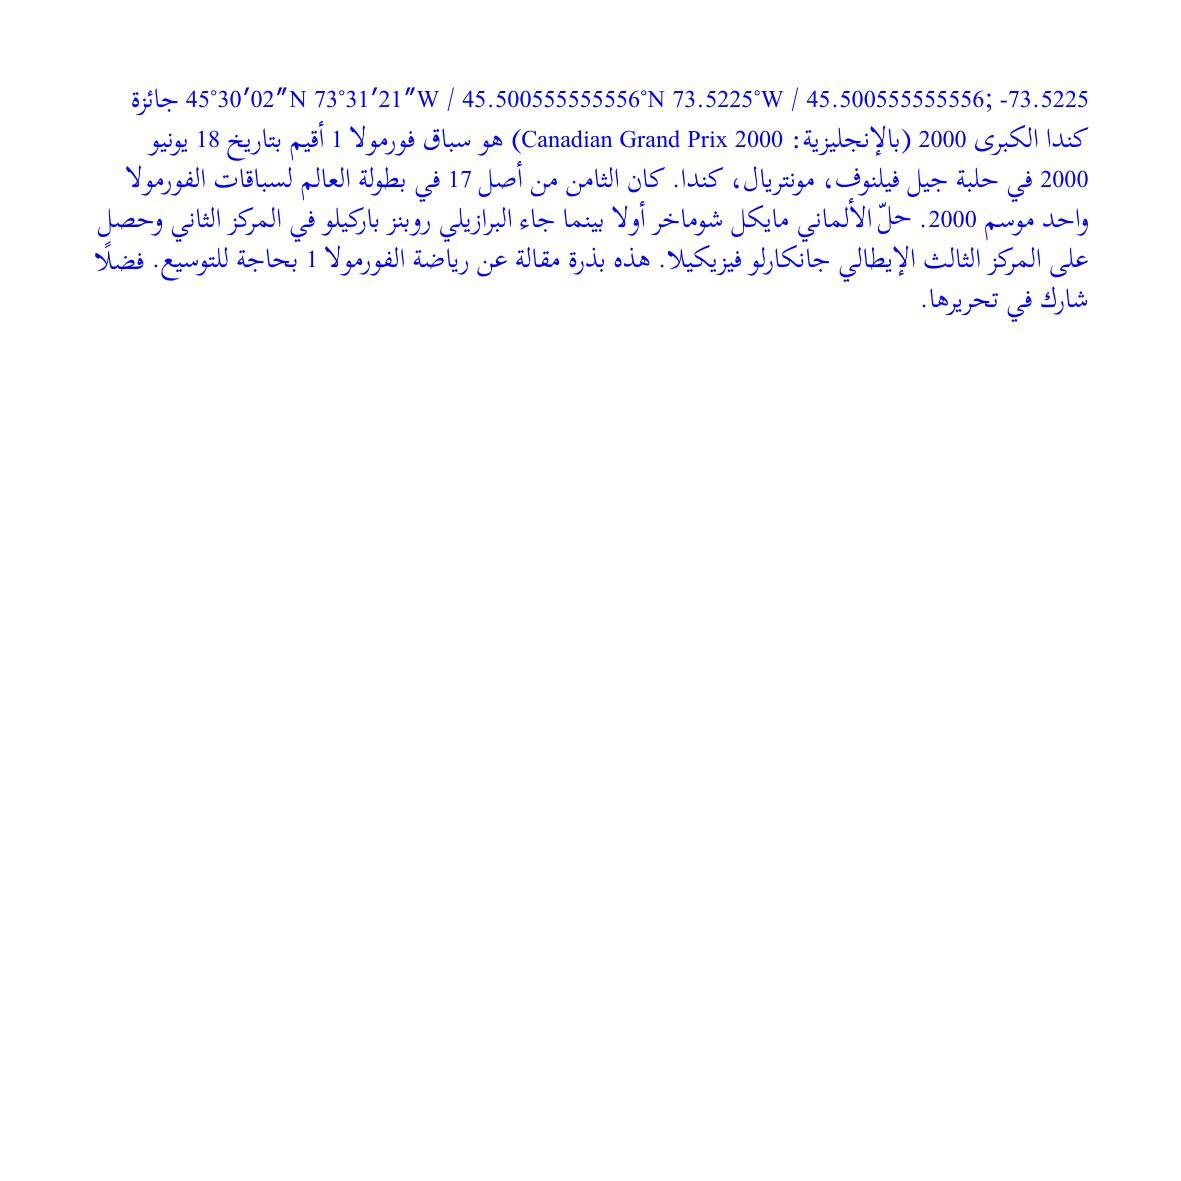 45°30′02″N 73°31′21″W / 45.500555555556°N 73.5225°W / 45.500555555556; -73.5225 جائزة
كندا الكبرى 2000 (بالإنجليزية: Canadian Grand Prix 2000) هو سباق فورمولا 1 أقيم بتاريخ 18 يونيو
2000 في حلبة جيل فيلنوف، مونتريال، كندا. كان الثامن من أصل 17 في بطولة العالم لسباقات الفورمولا
واحد موسم 2000. حلّ الألماني مايكل شوماخر أولا بينما جاء البرازيلي روبنز باركيلو في المركز الثاني وحصل
على المركز الثالث الإيطالي جانكارلو فيزيكيلا. هذه بذرة مقالة عن رياضة الفورمولا 1 بحاجة للتوسيع. فضلًا
شارك في تحريرها.